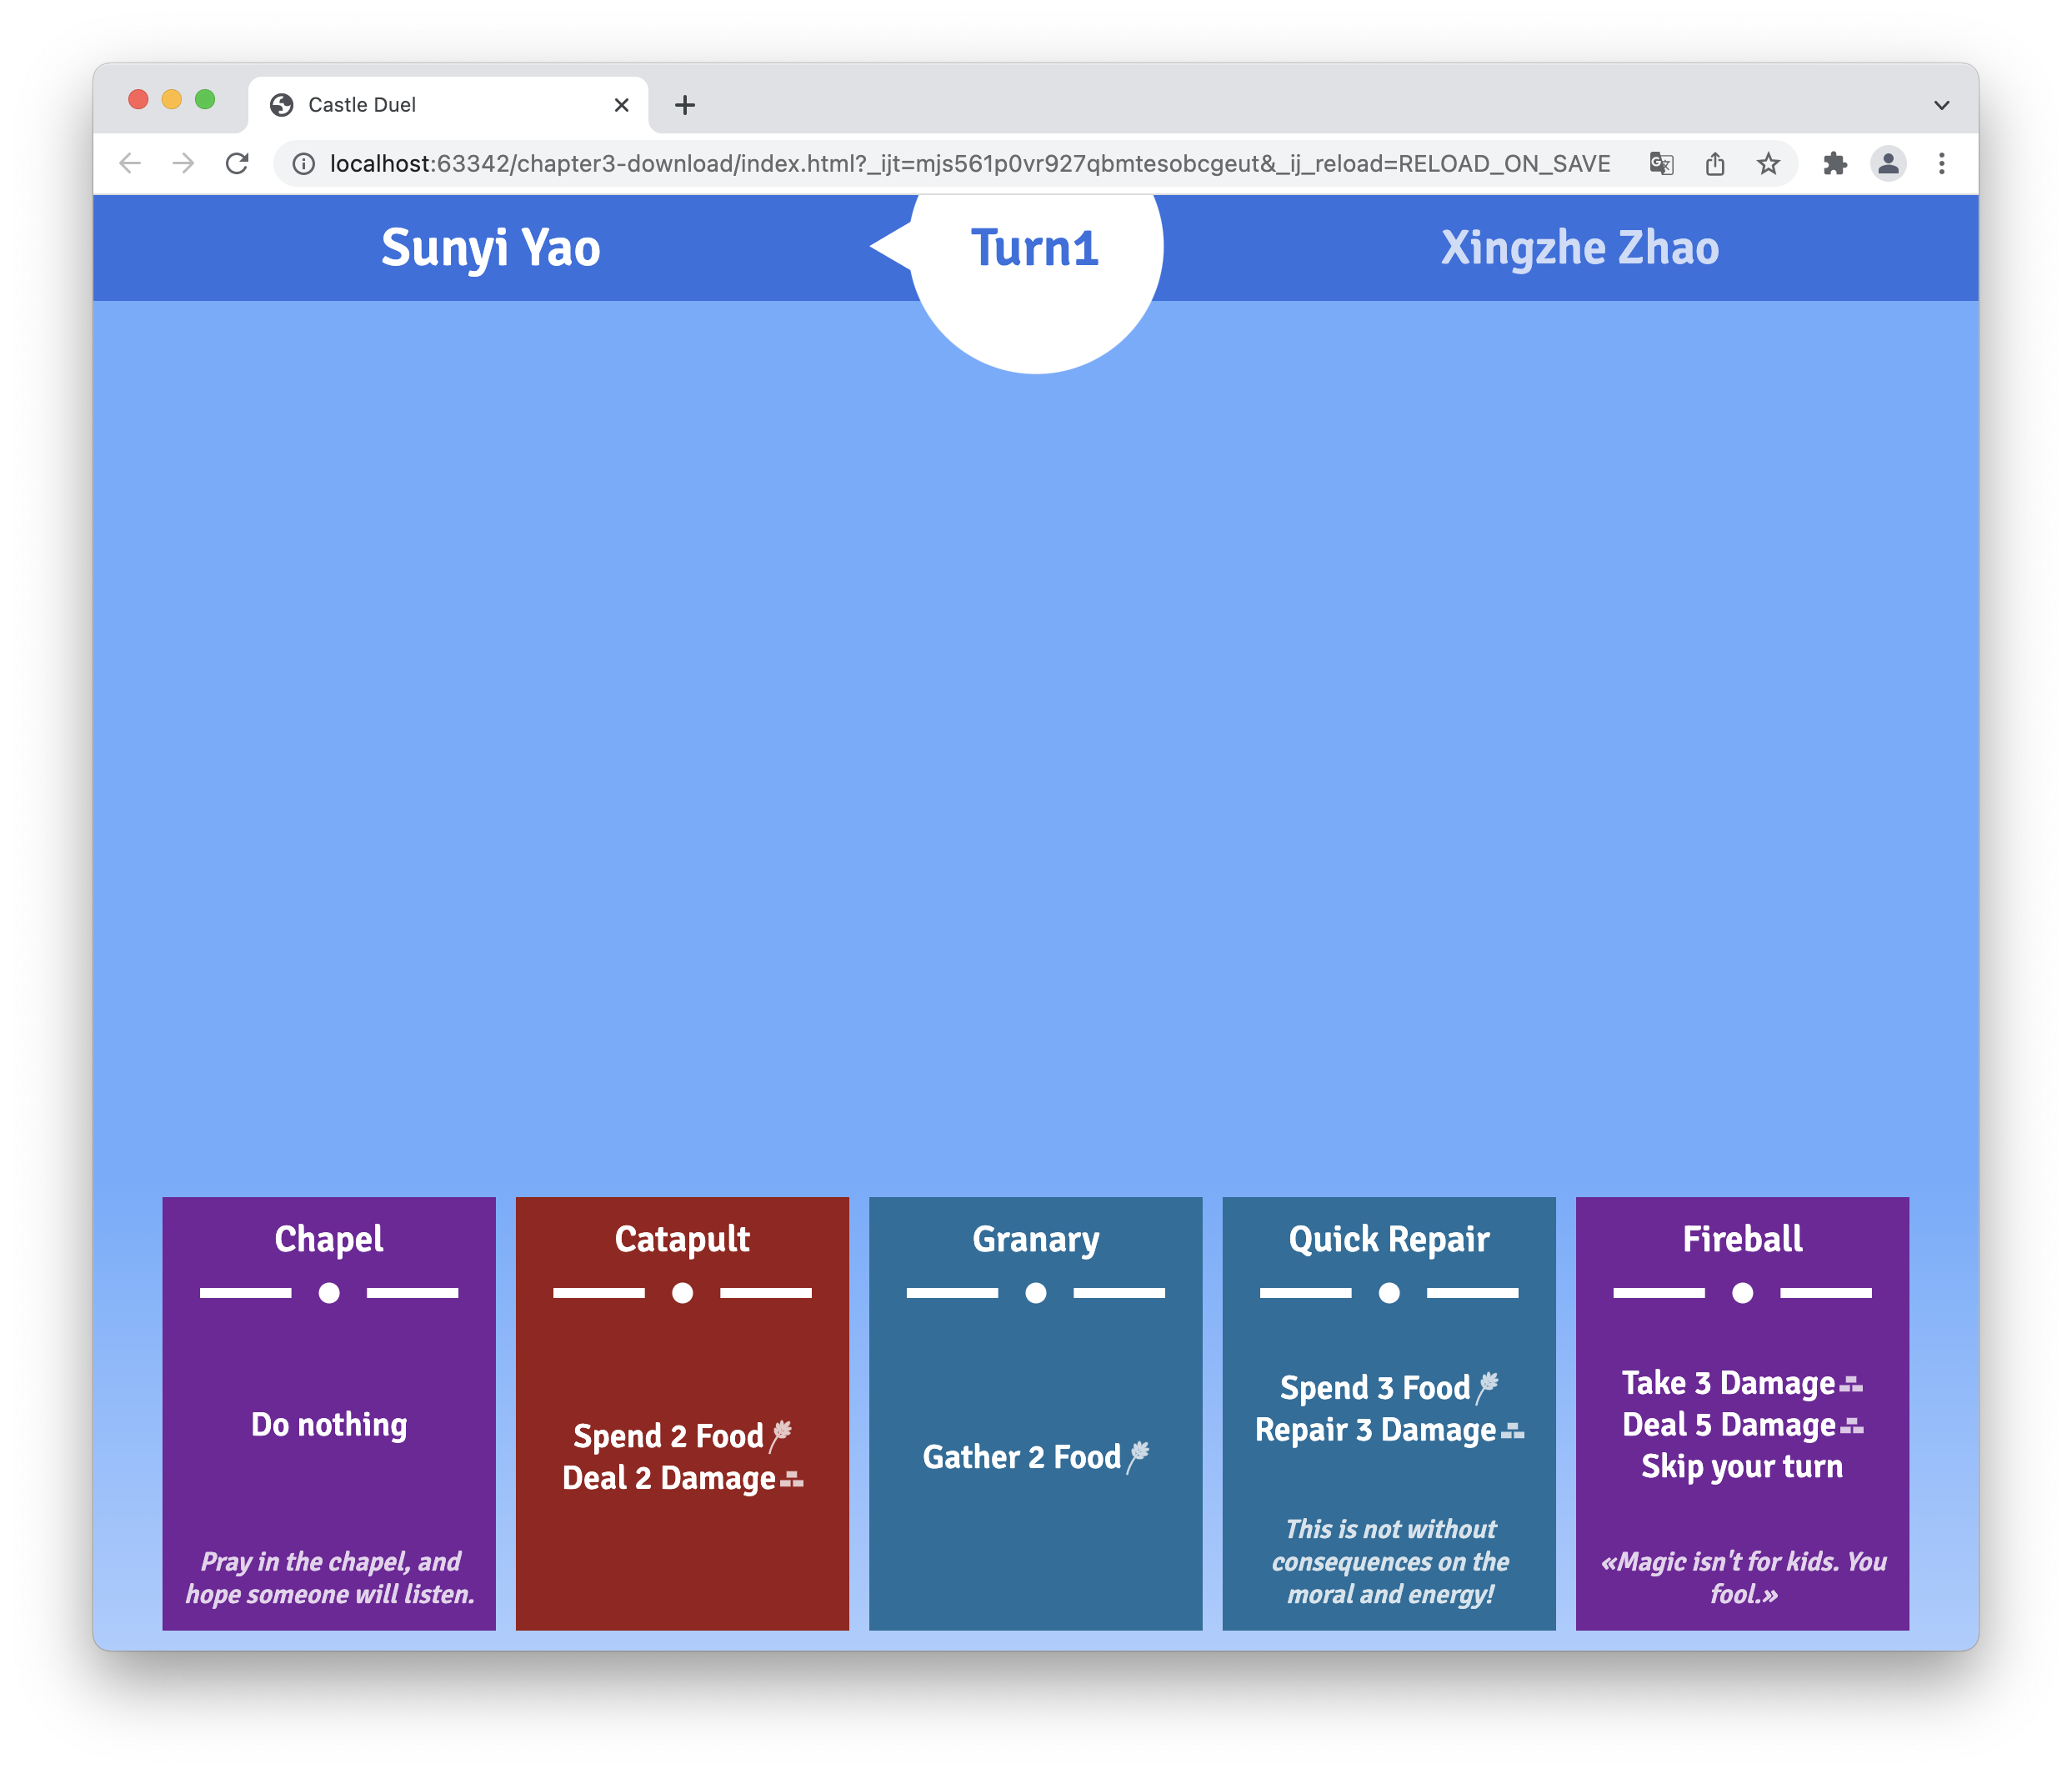 Castle Duel
localhost:63342/chapter3-download/index.html?_ijt=mjs561p0vr927qbmtesobcgeut&_ij_reload=RELOAD_ON_SAVE
Sunyi Yao
Turn1
Xingzhe Zhao
Chapel
Do nothing
Pray in the chapel, and
hope someone will listen.
Catapult
Spend 2 Food
Deal 2 Damage
Granary
Gather 2 Food
Quick Repair
Spend 3 Food
Repair 3 Damage
This is not without
consequences on the
moral and energy!
Fireball
Take 3 Damage
Deal 5 Damage
Skip your turn
«Magic isn't for kids. You
fool.»